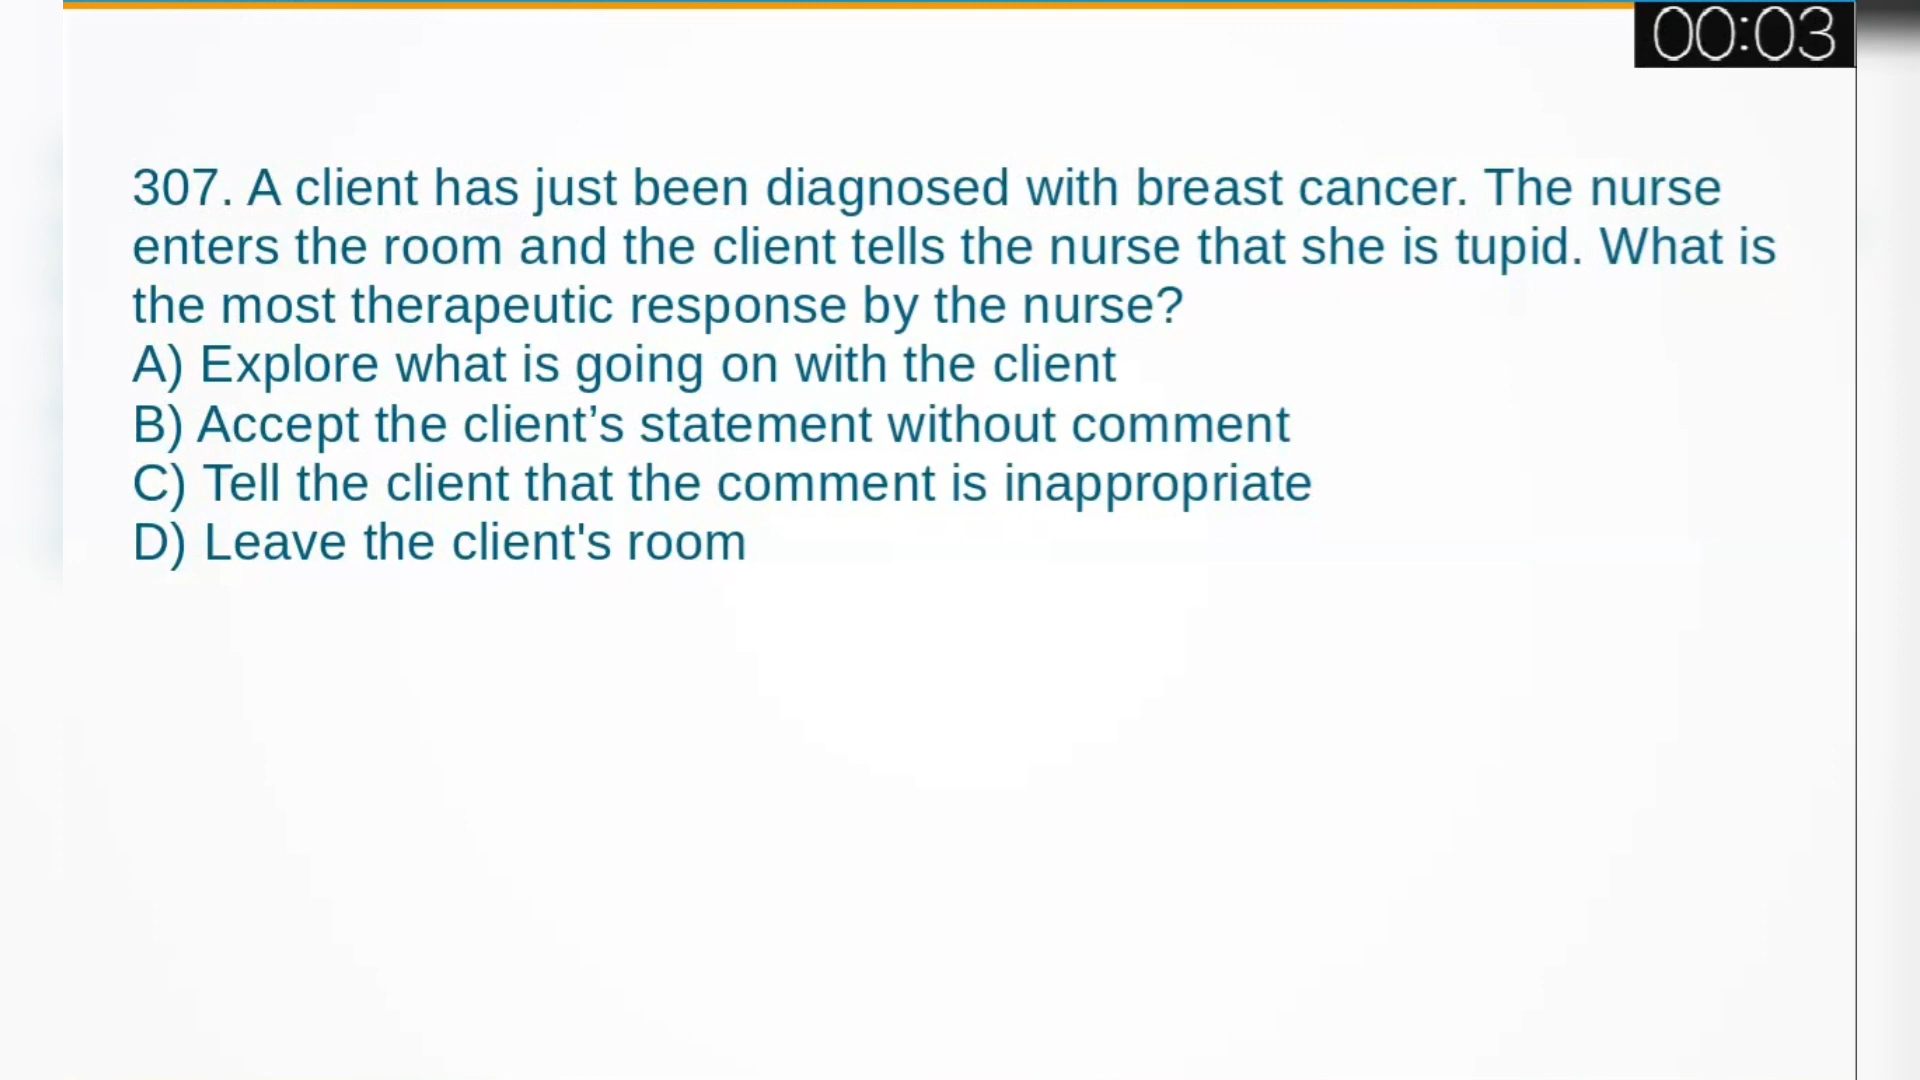 00:03
307. A client has just been diagnosed with breast cancer. The nurse
enters the room and the client tells the nurse that she is tupid. What is
the most therapeutic response by the nurse?
A) Explore what is going on with the client
B) Accept the client’s statement without comment
C) Tell the client that the comment is inappropriate
D) Leave the client's room